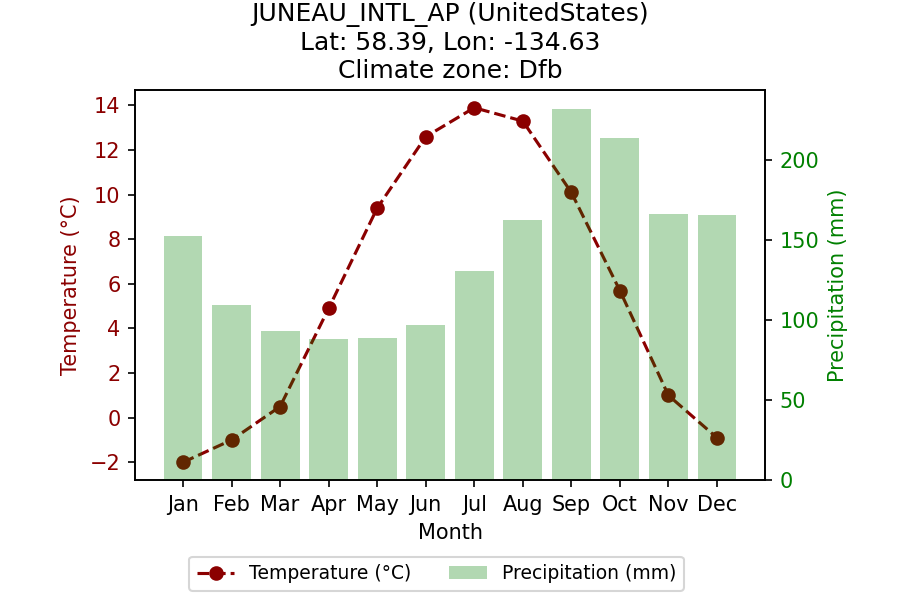 JUNEAU_INTL_AP (UnitedStates)
Lat: 58.39, Lon: -134.63
Climate zone: Dfb
14
12
10
8
6
4
2
0
−2
Temperature (°C)
200
150
100
50
0
Precipitation (mm)
Jan Feb Mar Apr May Jun Jul Aug Sep Oct Nov Dec
Month
Temperature (°C) Precipitation (mm)